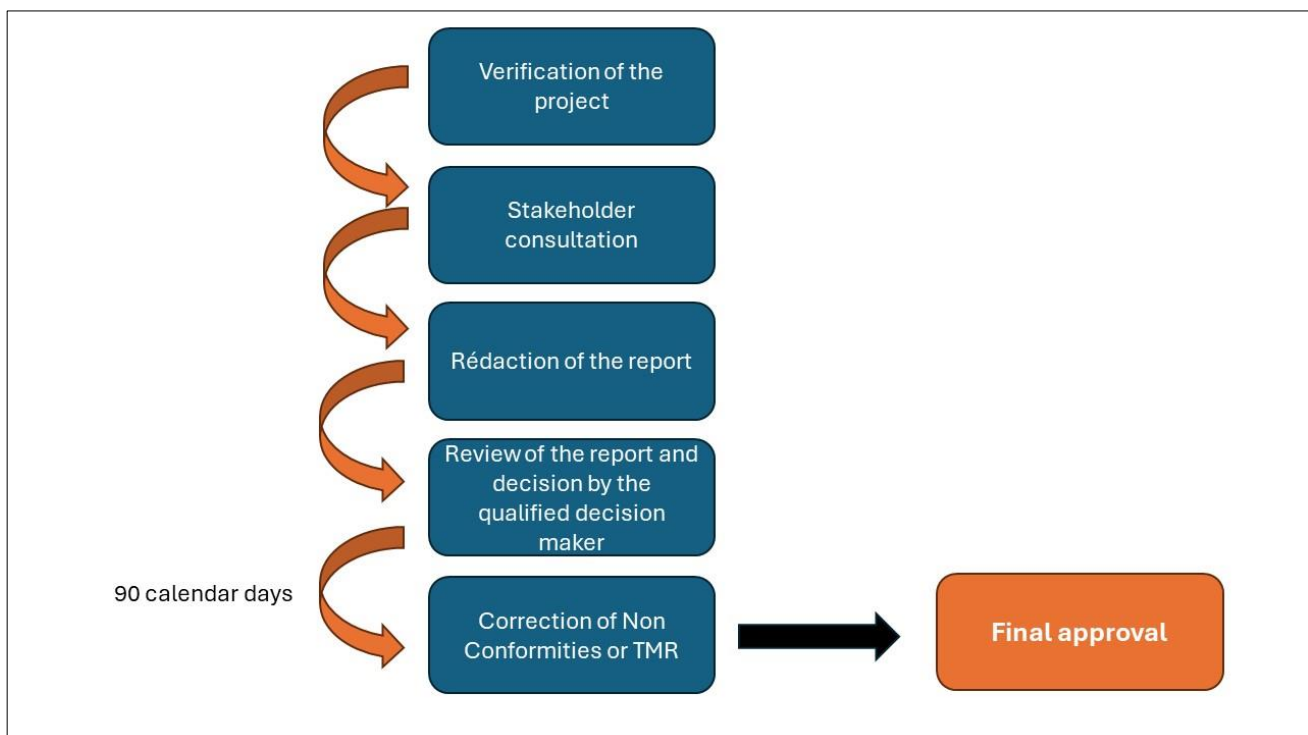 Verification of the
project
Stakeholder
consultation
Rédaction of the report
Review of the report and
decision by the
qualified decision
maker
90 calendar days
Correction of Non
Conformities or TMR
Final approval